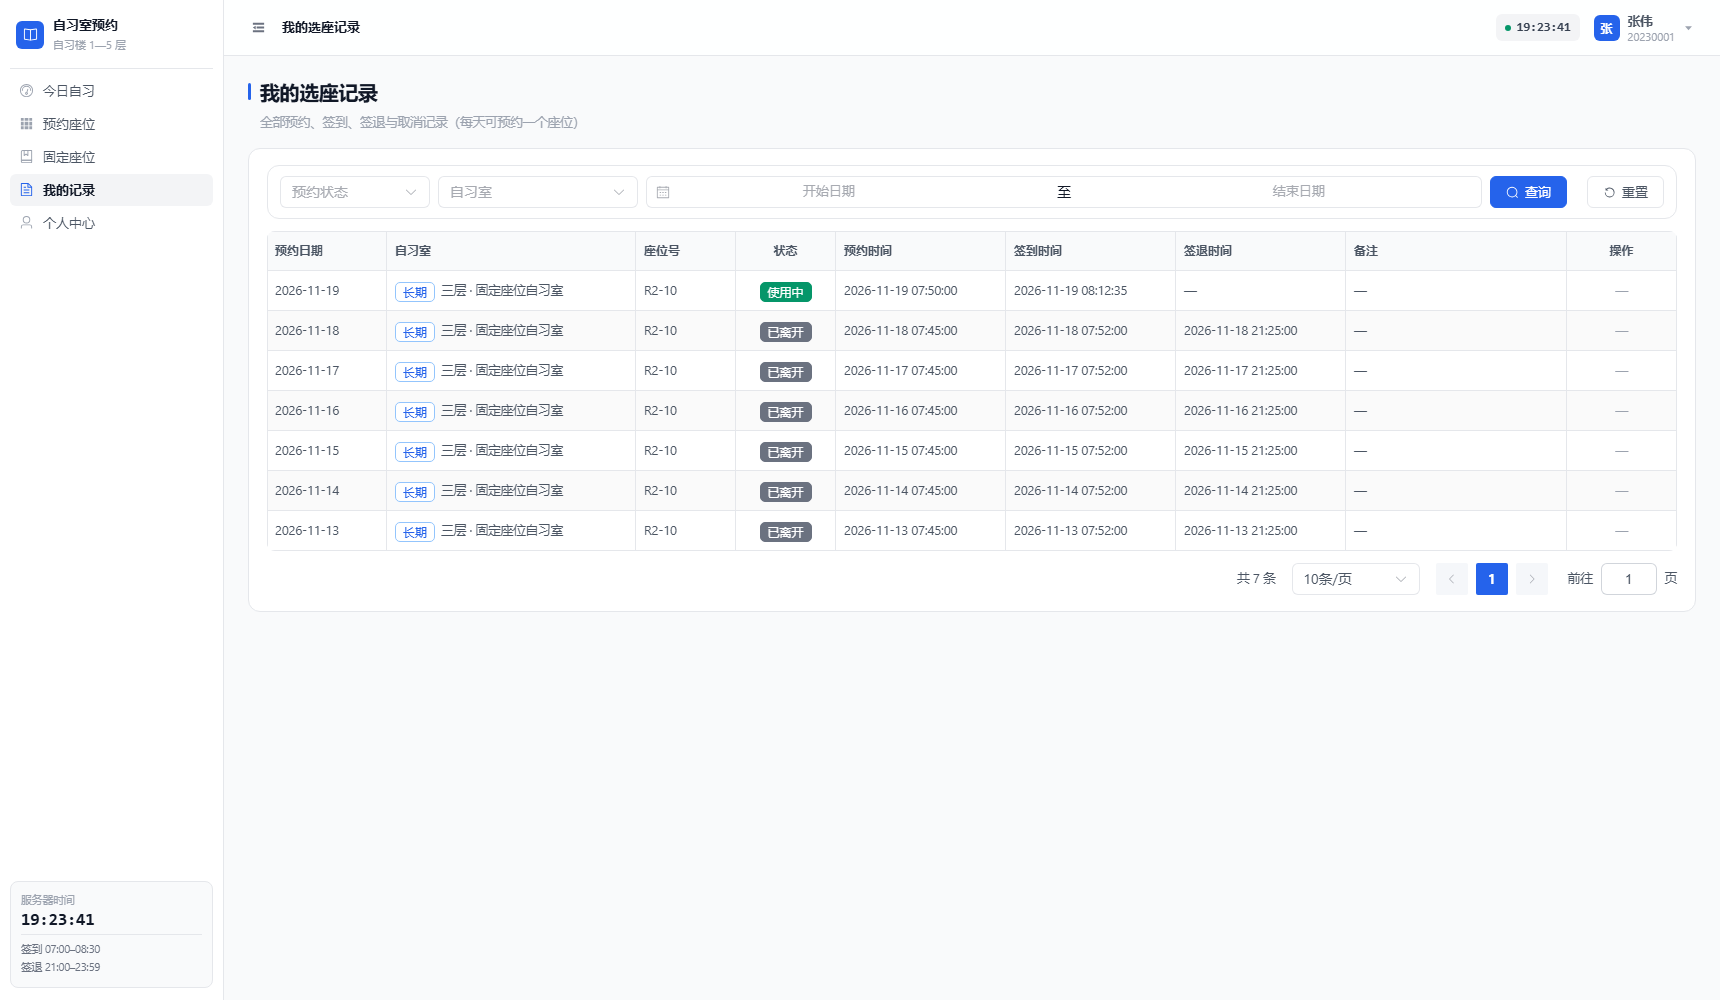 自习室预约
自习楼 1—5 层
今日自习
预约座位
固定座位
我的记录
个人中心
服务器时间
19:23:41
签到 07:00–08:30
签退 21:00–23:59
我的选座记录
19:23:41
张
张伟
20230001
我的选座记录
全部预约、签到、签退与取消记录（每天可预约一个座位）
预约状态 自习室 开始日期 至 结束日期 查询 重置
预约日期 自习室 座位号 状态 预约时间 签到时间 签退时间 备注 操作
2026-11-19 长期 三层 · 固定座位自习室 R2-10 使用中 2026-11-19 07:50:00 2026-11-19 08:12:35 — — —
2026-11-18 长期 三层 · 固定座位自习室 R2-10 已离开 2026-11-18 07:45:00 2026-11-18 07:52:00 2026-11-18 21:25:00 — —
2026-11-17 长期 三层 · 固定座位自习室 R2-10 已离开 2026-11-17 07:45:00 2026-11-17 07:52:00 2026-11-17 21:25:00 — —
2026-11-16 长期 三层 · 固定座位自习室 R2-10 已离开 2026-11-16 07:45:00 2026-11-16 07:52:00 2026-11-16 21:25:00 — —
2026-11-15 长期 三层 · 固定座位自习室 R2-10 已离开 2026-11-15 07:45:00 2026-11-15 07:52:00 2026-11-15 21:25:00 — —
2026-11-14 长期 三层 · 固定座位自习室 R2-10 已离开 2026-11-14 07:45:00 2026-11-14 07:52:00 2026-11-14 21:25:00 — —
2026-11-13 长期 三层 · 固定座位自习室 R2-10 已离开 2026-11-13 07:45:00 2026-11-13 07:52:00 2026-11-13 21:25:00 — —
共 7 条 10条/页 1 前往 1 页